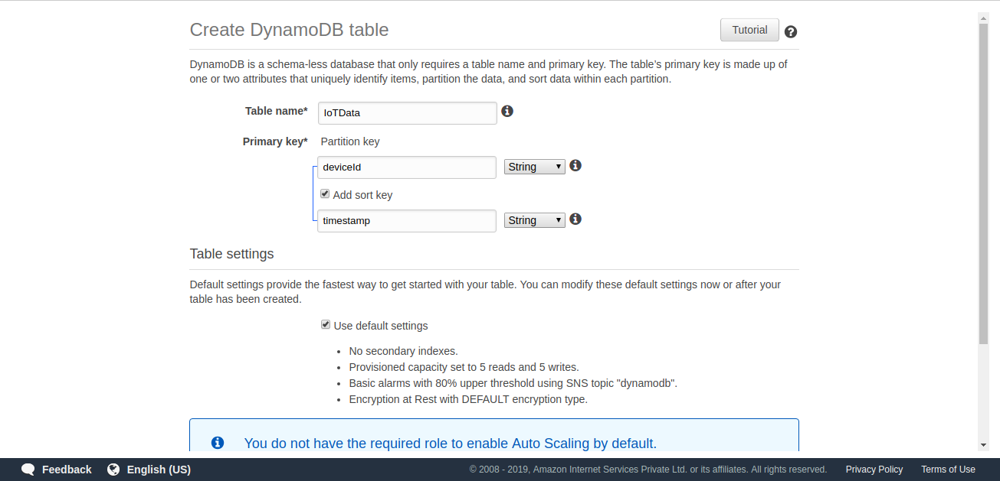 Create DynamoDB table
Tutorial
DynamoDB is a schema-less database that only requires a table name and primary key. The table’s primary key is made up of
one or two attributes that uniquely identify items, partition the data, and sort data within each partition.
Table name* IoTData
Primary key* Partition key
deviceId String
Add sort key
timestamp String
Table settings
Default settings provide the fastest way to get started with your table. You can modify these default settings now or after your
table has been created.
Use default settings
• No secondary indexes.
• Provisioned capacity set to 5 reads and 5 writes.
• Basic alarms with 80% upper threshold using SNS topic "dynamodb".
• Encryption at Rest with DEFAULT encryption type.
You do not have the required role to enable Auto Scaling by default.
Feedback English (US) © 2008 - 2019, Amazon Internet Services Private Ltd. or its affiliates. All rights reserved. Privacy Policy Terms of Use